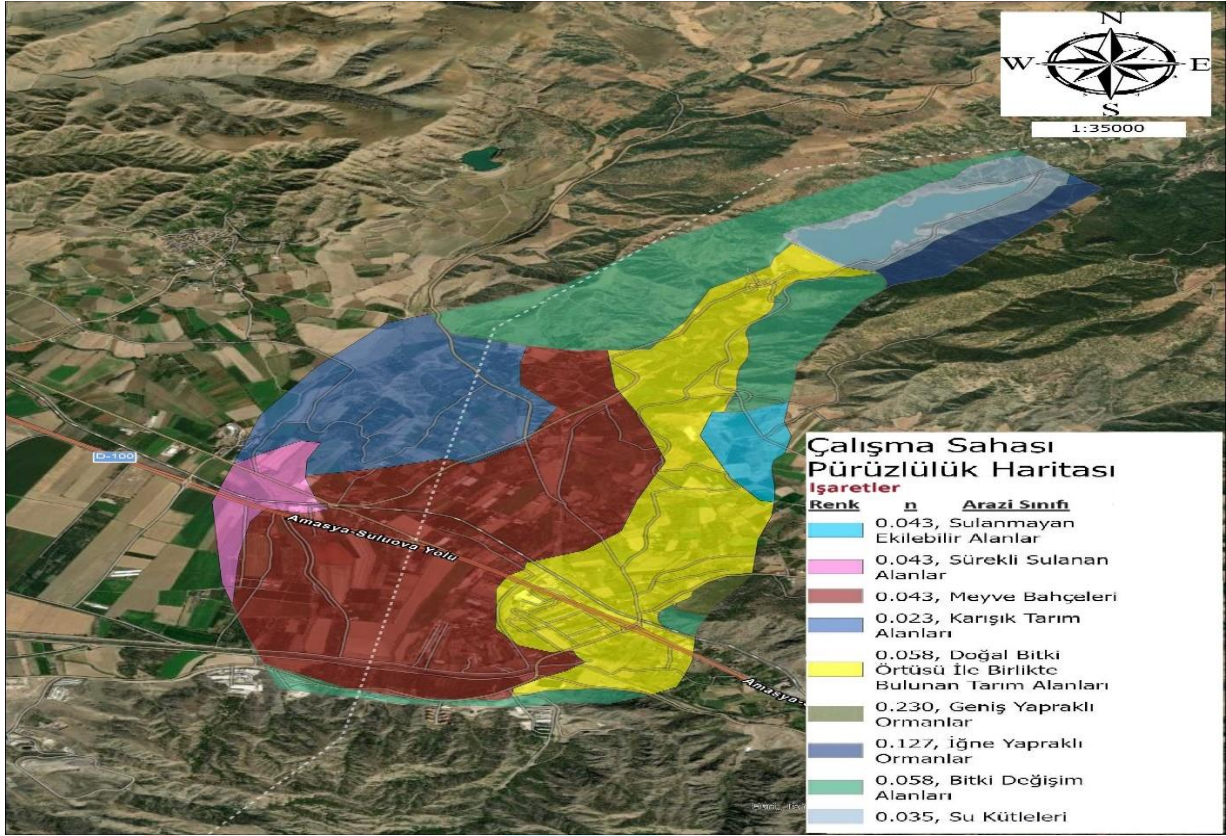 N
W E
S
1:35000
D-100
Amasya-Suluova Yolu
Çalışma Sahası
Pürüzlülük Haritası
İşaretler
Renk n Arazi Sınıfı
0.043, Sulanmayan
Ekilebilir Alanlar
0.043, Sürekli Sulanan
Alanlar
0.043, Meyve Bahçeleri
0.023, Karışık Tarım
Alanları
0.058, Doğal Bitki
Örtüsü İle Birlikte
Bulunan Tarım Alanları
0.230, Geniş Yapraklı
Ormanlar
0.127, İğne Yapraklı
Ormanlar
0.058, Bitki Değişim
Alanları
0.035, Su Kütleleri